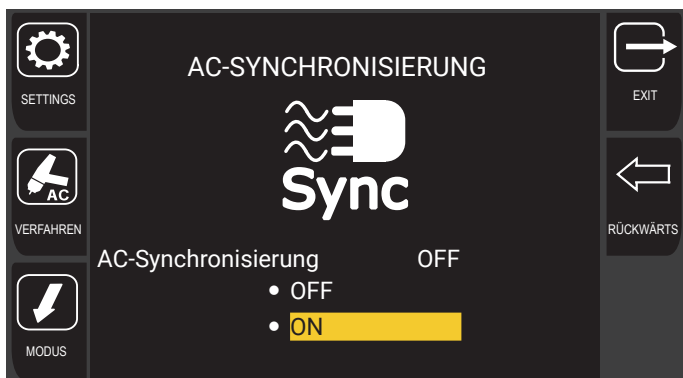 SETTINGS
AC
VERFAHREN
MODUS
AC-SYNCHRONISIERUNG
Sync
AC-Synchronisierung OFF
• OFF
• ON
EXIT
RÜCKWÄRTS